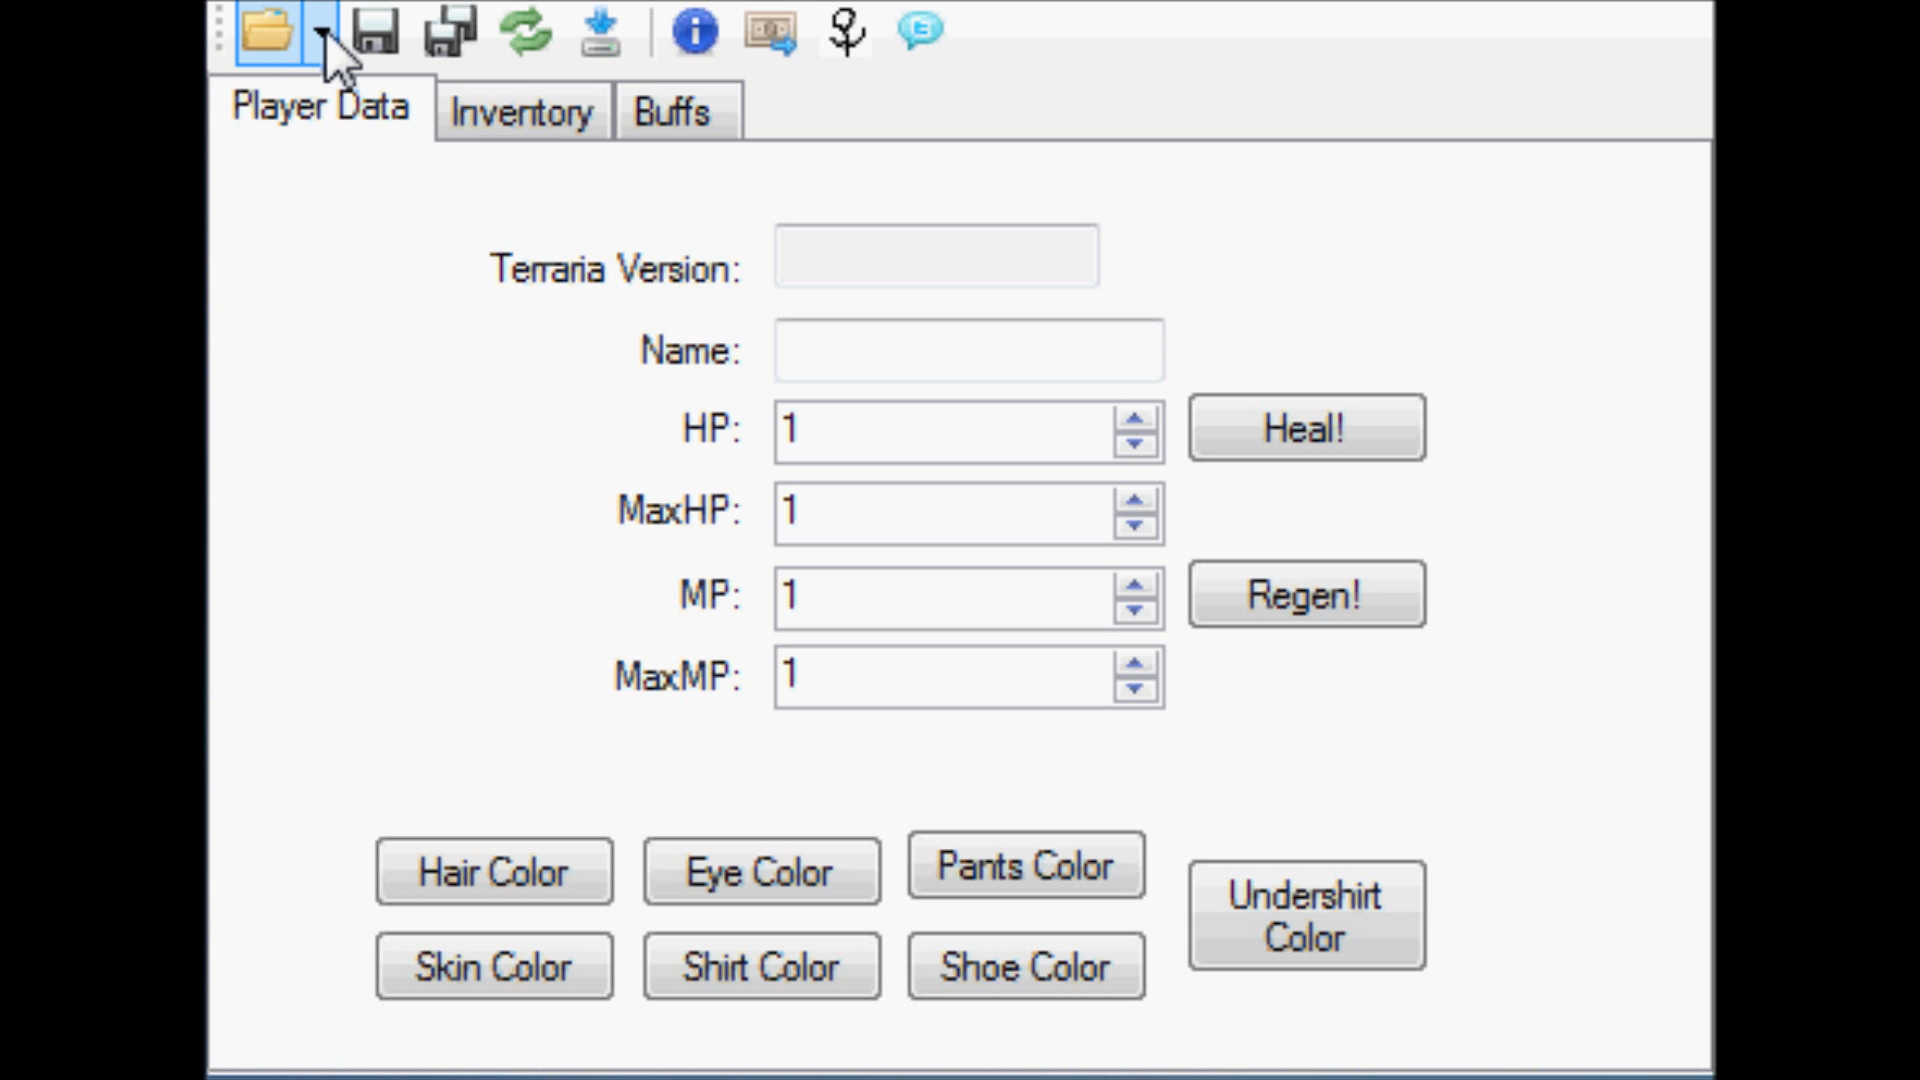 Player Data
Inventory
Buffs
Terraria Version:
Name:
HP: 1
Heal!
MaxHP: 1
MP: 1
Regen!
MaxMP: 1
Hair Color
Eye Color
Pants Color
Undershirt
Color
Skin Color
Shirt Color
Shoe Color